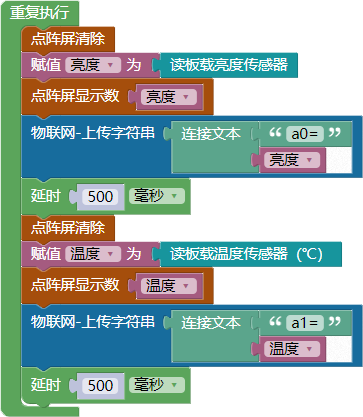 重复执行
点阵屏清除
赋值 亮度 为 读板载亮度传感器
点阵屏显示数 亮度
物联网-上传字符串 连接文本 “ a0= ”
亮度
延时 500 毫秒
点阵屏清除
赋值 温度 为 读板载温度传感器（℃）
点阵屏显示数 温度
物联网-上传字符串 连接文本 “ a1= ”
温度
延时 500 毫秒